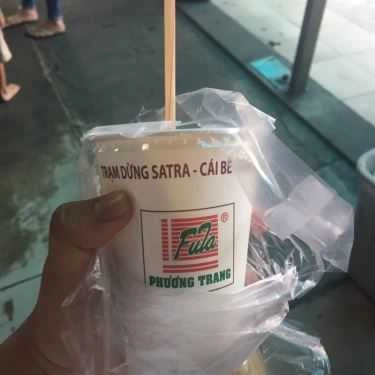 TRẠM DỪNG SATRA - CÁI BÈ
FuTa ®
PHƯƠNG TRANG